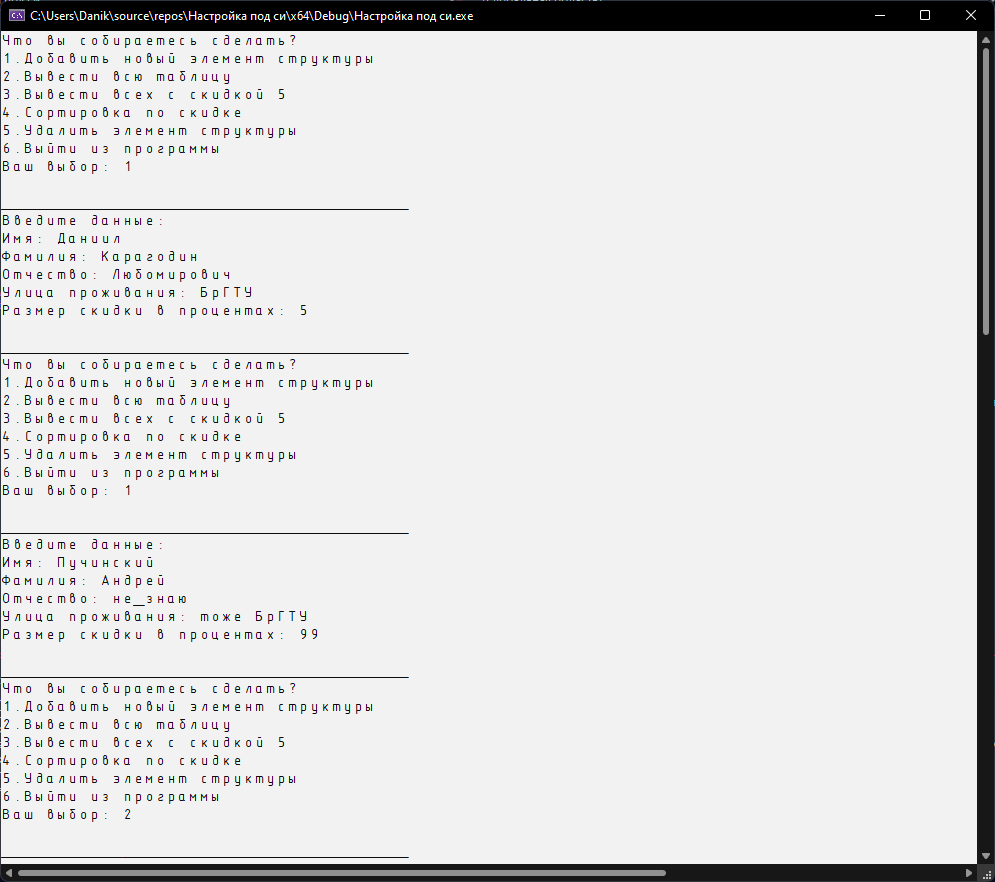 C:\Users\Danik\source\repos\Настройка под си\x64\Debug\Настройка под си.exe
Что вы собираетесь сделать?
1.Добавить новый элемент структуры
2.Вывести всю таблицу
3.Вывести всех с скидкой 5
4.Сортировка по скидке
5.Удалить элемент структуры
6.Выйти из программы
Ваш выбор: 1
Введите данные:
Имя: Даниил
Фамилия: Карагодин
Отчество: Любомирович
Улица проживания: БрГТУ
Размер скидки в процентах: 5
Что вы собираетесь сделать?
1.Добавить новый элемент структуры
2.Вывести всю таблицу
3.Вывести всех с скидкой 5
4.Сортировка по скидке
5.Удалить элемент структуры
6.Выйти из программы
Ваш выбор: 1
Введите данные:
Имя: Пучинский
Фамилия: Андрей
Отчество: не_знаю
Улица проживания: тоже БрГТУ
Размер скидки в процентах: 99
Что вы собираетесь сделать?
1.Добавить новый элемент структуры
2.Вывести всю таблицу
3.Вывести всех с скидкой 5
4.Сортировка по скидке
5.Удалить элемент структуры
6.Выйти из программы
Ваш выбор: 2